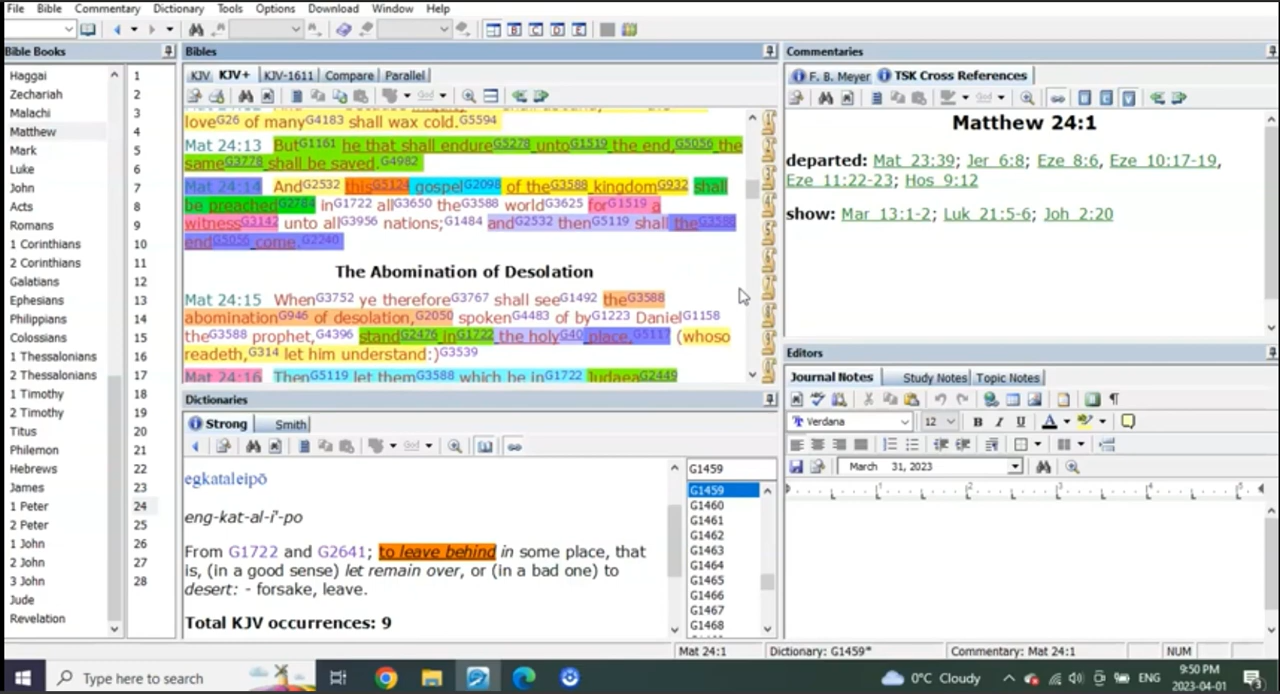 File Bible Commentary Dictionary Tools Options Download Window Help
B C D E
Bible Books
Haggai
Zechariah
Malachi
Matthew
Mark
Luke
John
Acts
Romans
1 Corinthians
2 Corinthians
Galatians
Ephesians
Philippians
Colossians
1 Thessalonians
2 Thessalonians
1 Timothy
2 Timothy
Titus
Philemon
Hebrews
James
1 Peter
2 Peter
1 John
2 John
3 John
Jude
Revelation
1
2
3
4
5
6
7
8
9
10
11
12
13
14
15
16
17
18
19
20
21
22
23
24
25
26
27
28
Bibles
KJV KJV+ KJV-1611 Compare Parallel
love G26 of many G4183 shall wax cold. G5594
Mat 24:13 But G1161 he that shall endure G5278 unto G1519 the end, G5056 the
same G3778 shall be saved. G4982
Mat 24:14 And G2532 this G5124 gospel G2098 of the G3588 kingdom G932 shall
be preached G2784 in G1722 all G3650 the G3588 world G3625 for G1519 a
witness G3142 unto all G3956 nations; G1484 and G2532 then G5119 shall the G3588
end G5056 come. G2240
The Abomination of Desolation
Mat 24:15 When G3752 ye therefore G3767 shall see G1492 the G3588
abomination G946 of desolation, G2050 spoken G4483 of by G1223 Daniel G1158
the G3588 prophet, G4396 stand G2476 in G1722 the holy G40 place, G5117 (whoso
readeth, G314 let him understand:) G3539
Mat 24:16 Then G5119 let them G3588 which be in G1722 Judaea G2449
Dictionaries
Strong Smith
egkataleipō
eng-kat-al-i'-po
From G1722 and G2641; to leave behind in some place, that
is, (in a good sense) let remain over, or (in a bad one) to
desert: - forsake, leave.
Total KJV occurrences: 9
G1459
G1459
G1460
G1461
G1462
G1463
G1464
G1465
G1466
G1467
G1468
Commentaries
F. B. Meyer TSK Cross References
Matthew 24:1
departed: Mat 23:39; Jer 6:8; Eze 8:6, Eze 10:17-19,
Eze 11:22-23; Hos 9:12
show: Mar 13:1-2; Luk 21:5-6; Joh 2:20
Editors
Journal Notes Study Notes Topic Notes
Verdana 12 B I U A
March 31, 2023
1 2 3 4 5
Mat 24:1 Dictionary: G1459* Commentary: Mat 24:1 NUM
Type here to search
0°C Cloudy ENG
9:50 PM
2023-04-01
3